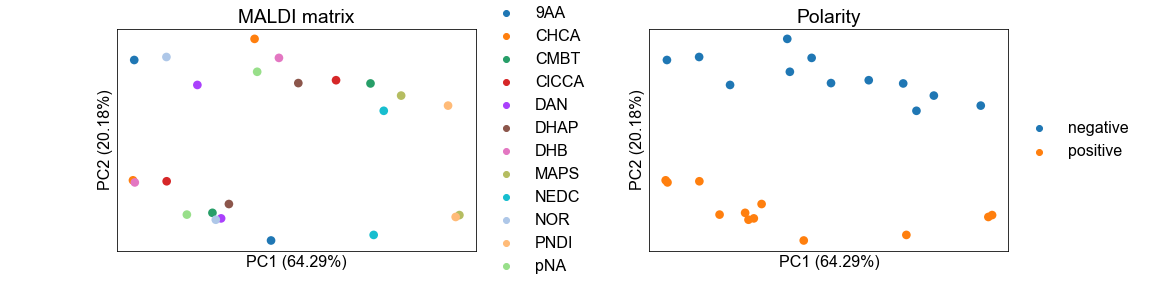 MALDI matrix
PC2 (20.18%)
PC1 (64.29%)
9AA
CHCA
CMBT
ClCCA
DAN
DHAP
DHB
MAPS
NEDC
NOR
PNDI
pNA
Polarity
PC2 (20.18%)
PC1 (64.29%)
negative
positive